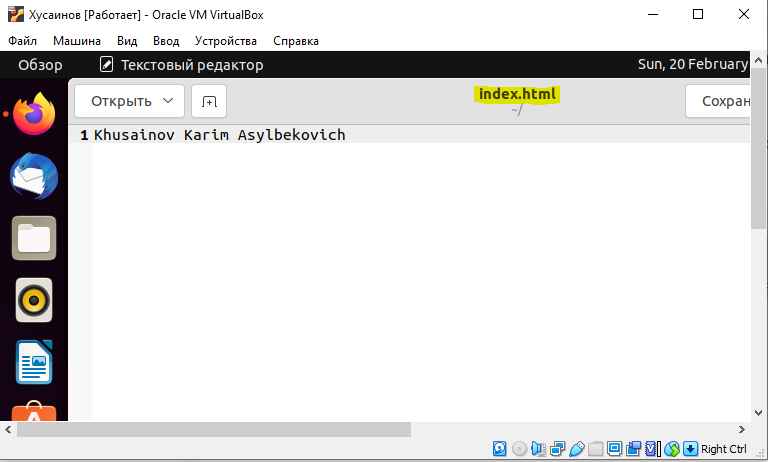 Хусаинов [Работает] - Oracle VM VirtualBox
Файл Машина Вид Ввод Устройства Справка
Обзор Текстовый редактор Sun, 20 February
Открыть index.html Сохран
~/
1 Khusainov Karim Asylbekovich
Right Ctrl